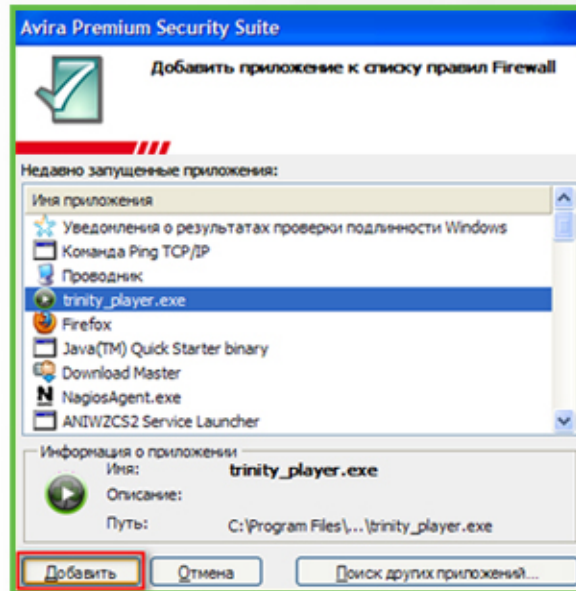 Avira Premium Security Suite
Добавить приложение к списку правил Firewall
Недавно запущенные приложения:
Имя приложения
Уведомления о результатах проверки подлинности Windows
Команда Ping TCP/IP
Проводник
trinity_player.exe
Firefox
Java(TM) Quick Starter binary
Download Master
NagiosAgent.exe
ANIWZCS2 Service Launcher
Информация о приложении
Имя: trinity_player.exe
Описание:
Путь: C:\Program Files\...\trinity_player.exe
Добавить Отмена Поиск других приложений...